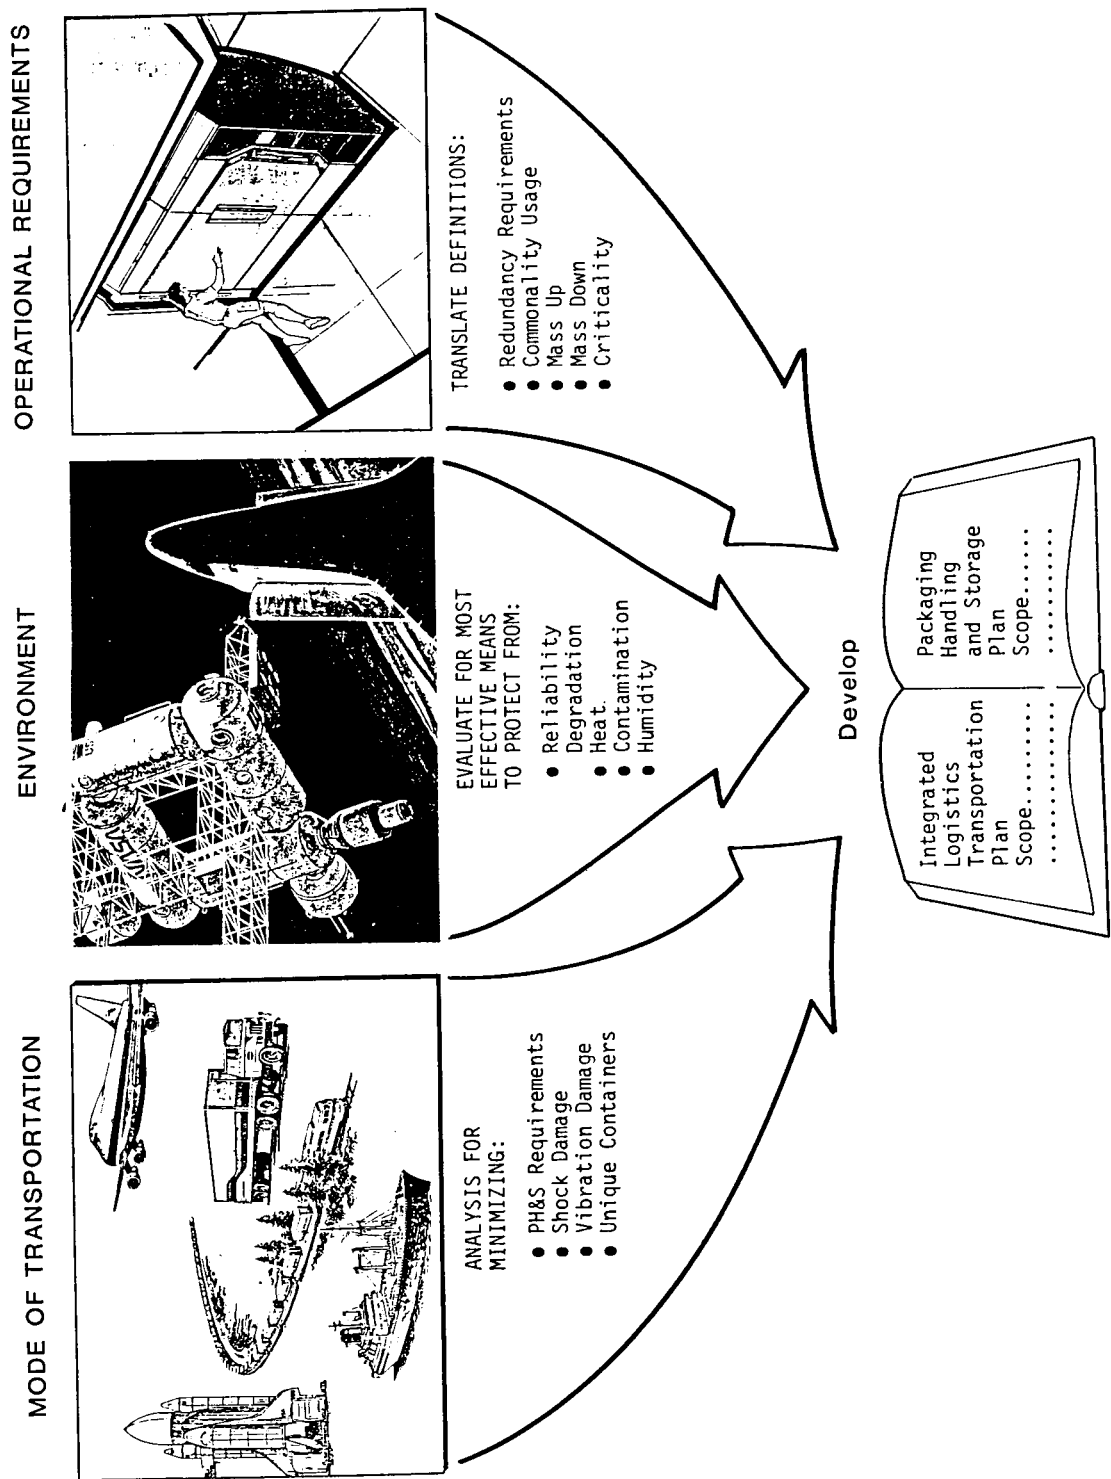 MODE OF TRANSPORTATION
ANALYSIS FOR
MINIMIZING:
● PH&S Requirements
● Shock Damage
● Vibration Damage
● Unique Containers
ENVIRONMENT
USA
EVALUATE FOR MOST
EFFECTIVE MEANS
TO PROTECT FROM:
● Reliability
Degradation
● Heat.
● Contamination
● Humidity
OPERATIONAL REQUIREMENTS
TRANSLATE DEFINITIONS:
● Redundancy Requirements
● Commonality Usage
● Mass Up
● Mass Down
● Criticality
Develop
Integrated
Logistics
Transportation
Plan
Scope.........
.............
Packaging
Handling
and Storage
Plan
Scope......
..........